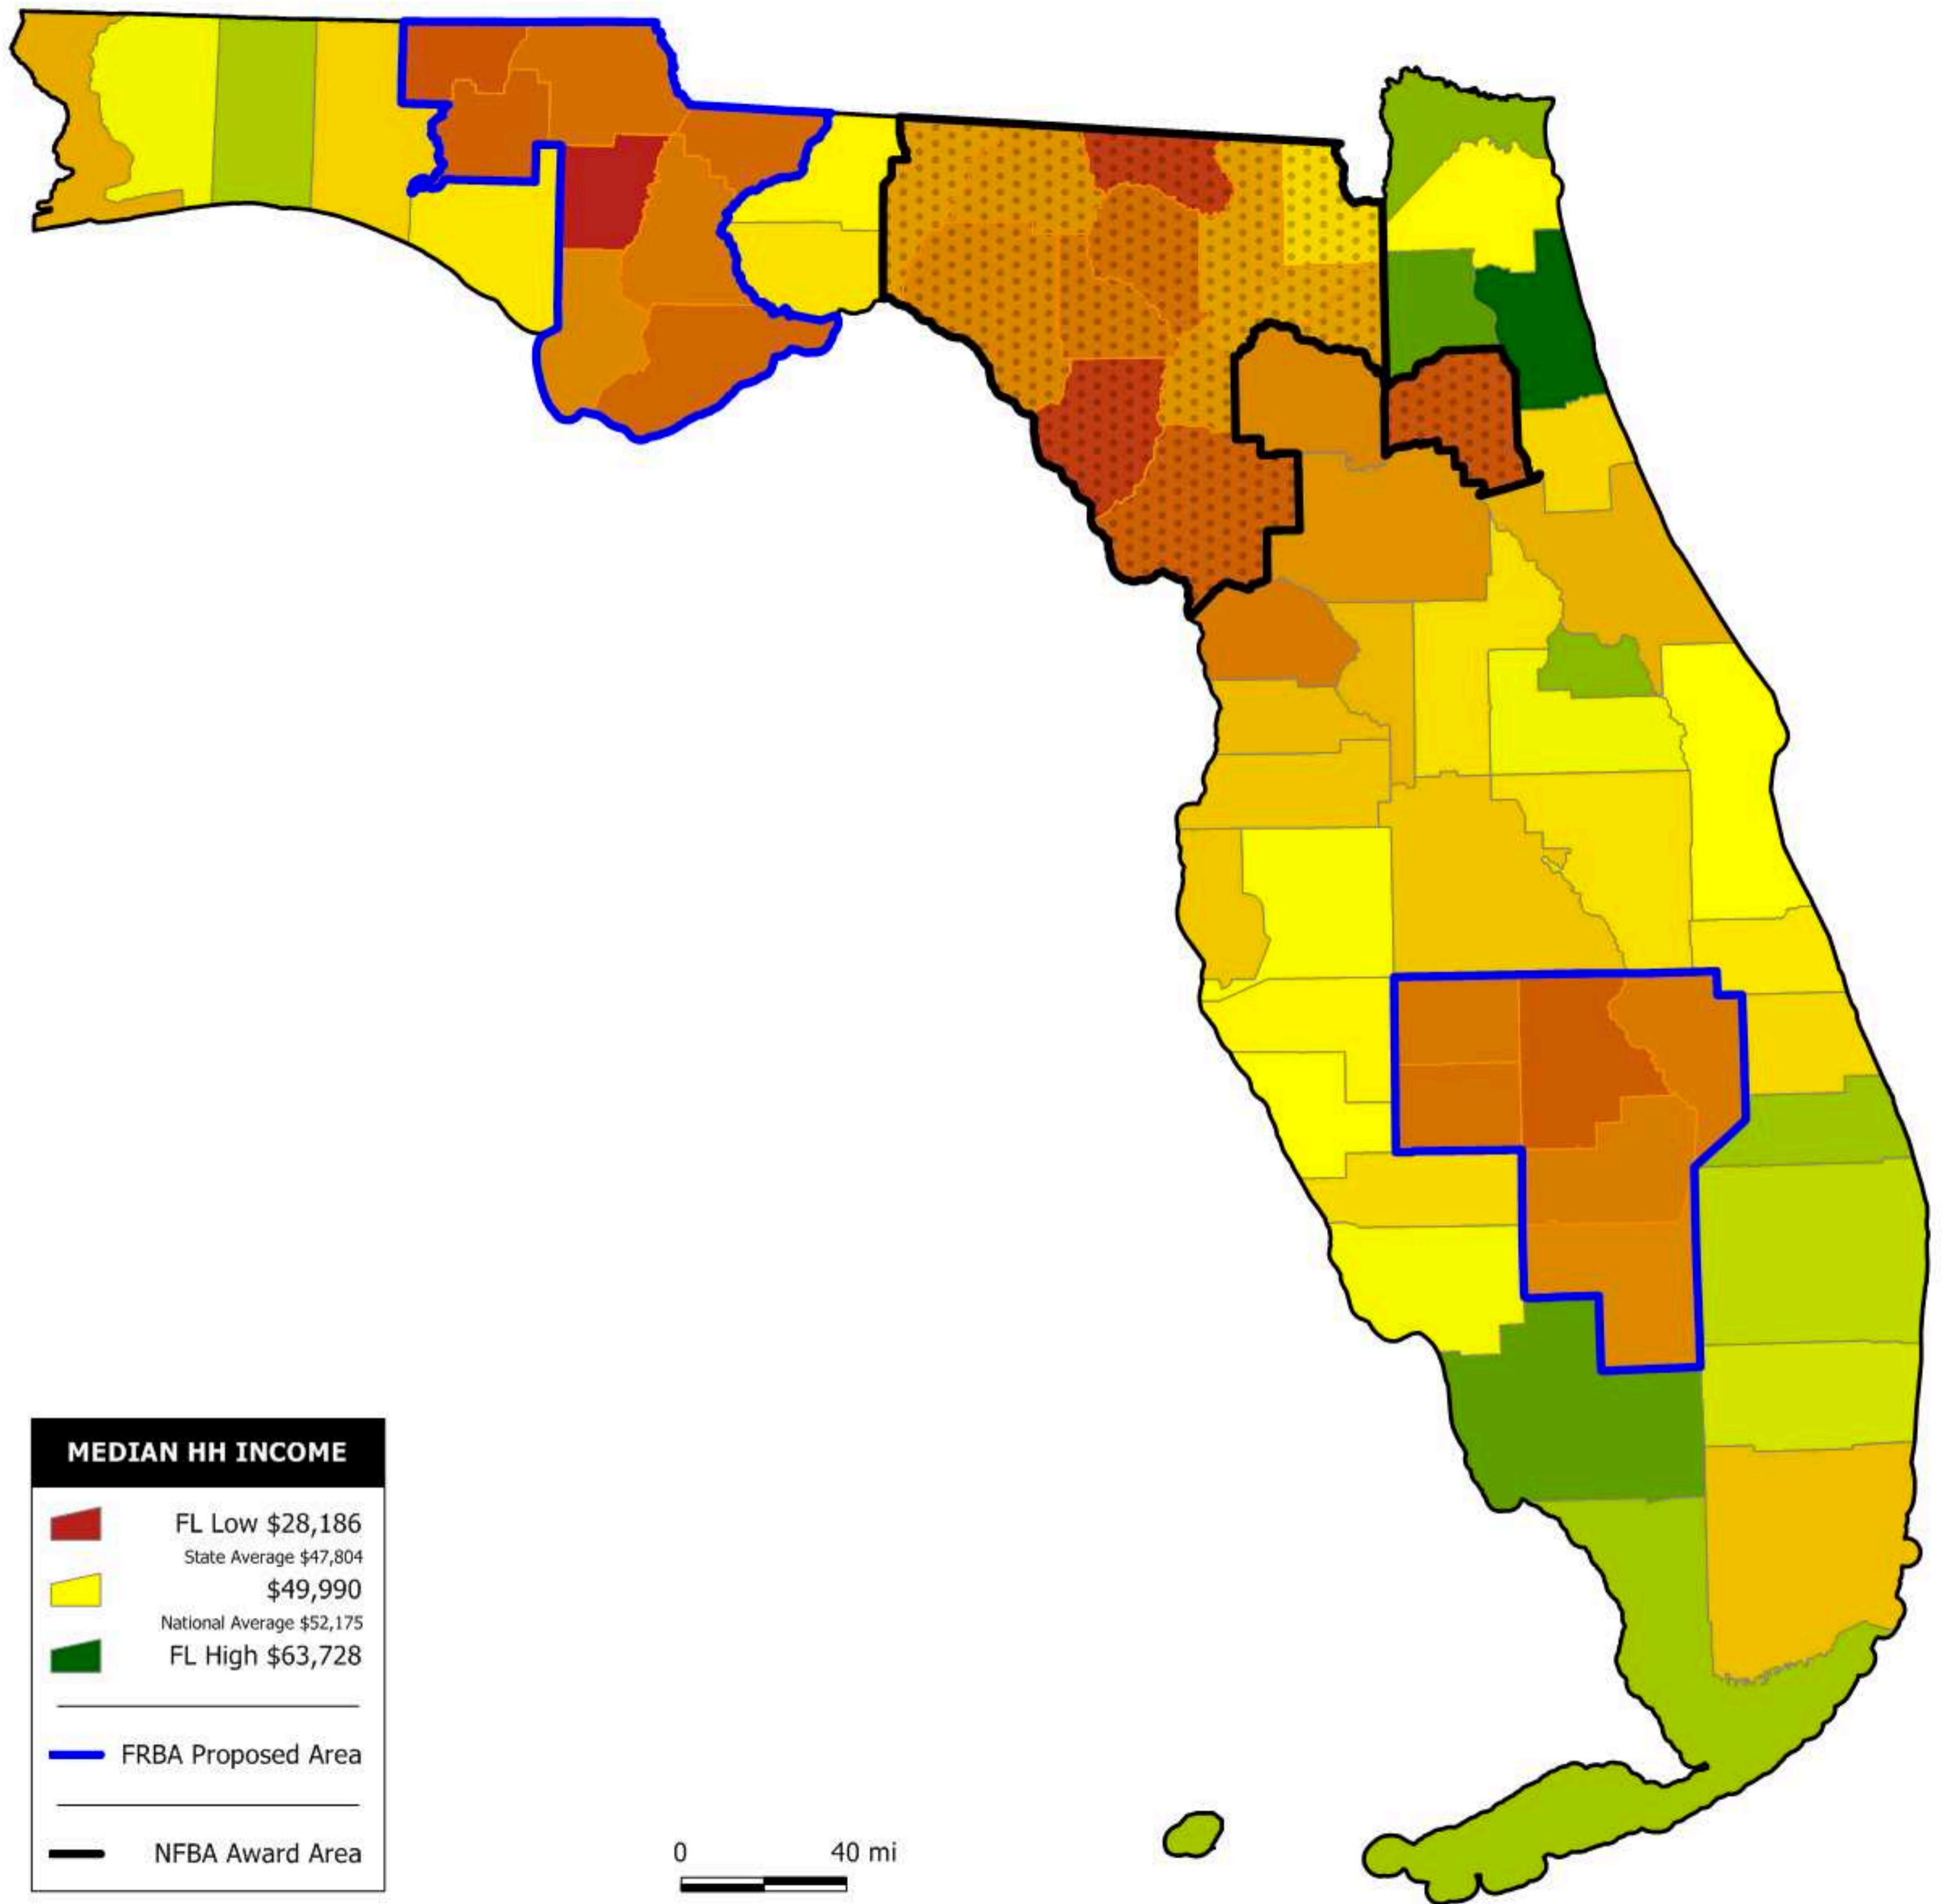 MEDIAN HH INCOME
FL Low $28,186
State Average $47,804
$49,990
National Average $52,175
FL High $63,728
FRBA Proposed Area
NFBA Award Area
0 40 mi